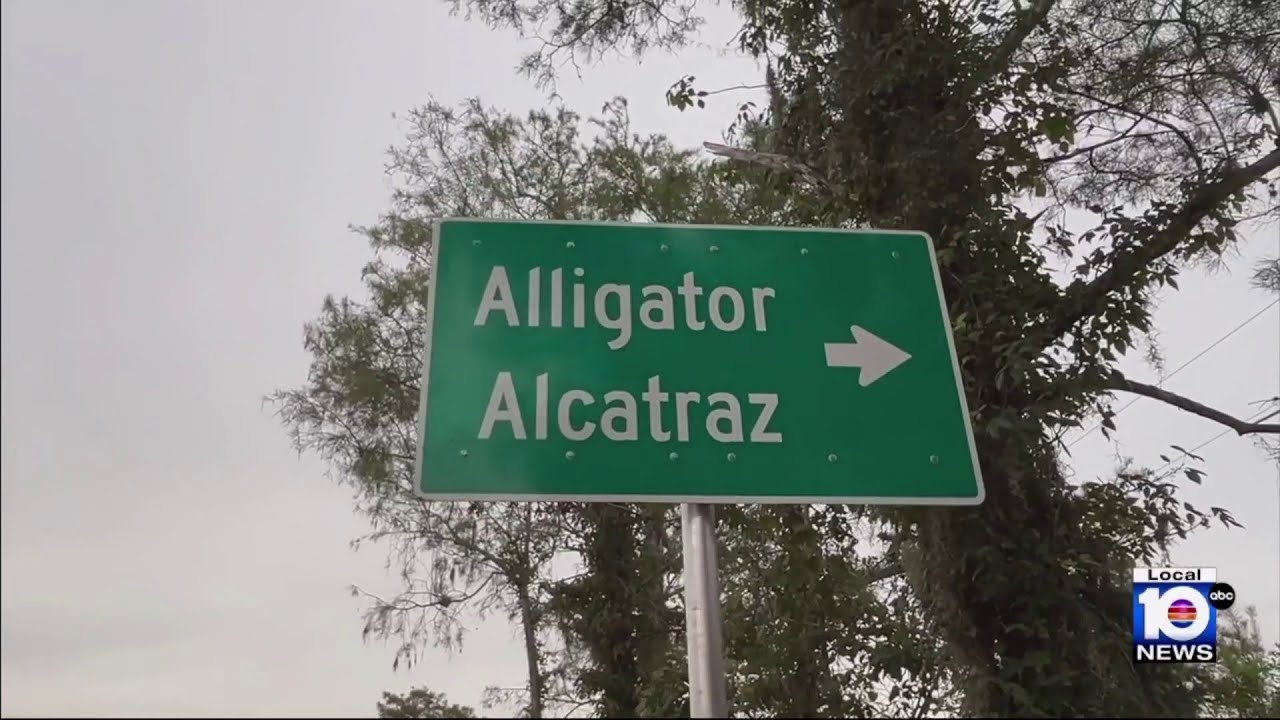 Alligator
Alcatraz
Local
10 abc
NEWS